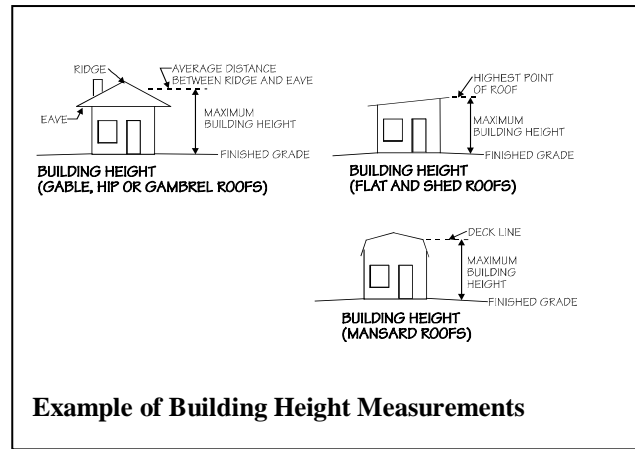 RIDGE
AVERAGE DISTANCE
BETWEEN RIDGE AND EAVE
EAVE
MAXIMUM
BUILDING HEIGHT
FINISHED GRADE
BUILDING HEIGHT
(GABLE, HIP OR GAMBREL ROOFS)
HIGHEST POINT
OF ROOF
MAXIMUM
BUILDING HEIGHT
FINISHED GRADE
BUILDING HEIGHT
(FLAT AND SHED ROOFS)
DECK LINE
MAXIMUM
BUILDING
HEIGHT
FINISHED GRADE
BUILDING HEIGHT
(MANSARD ROOFS)
Example of Building Height Measurements